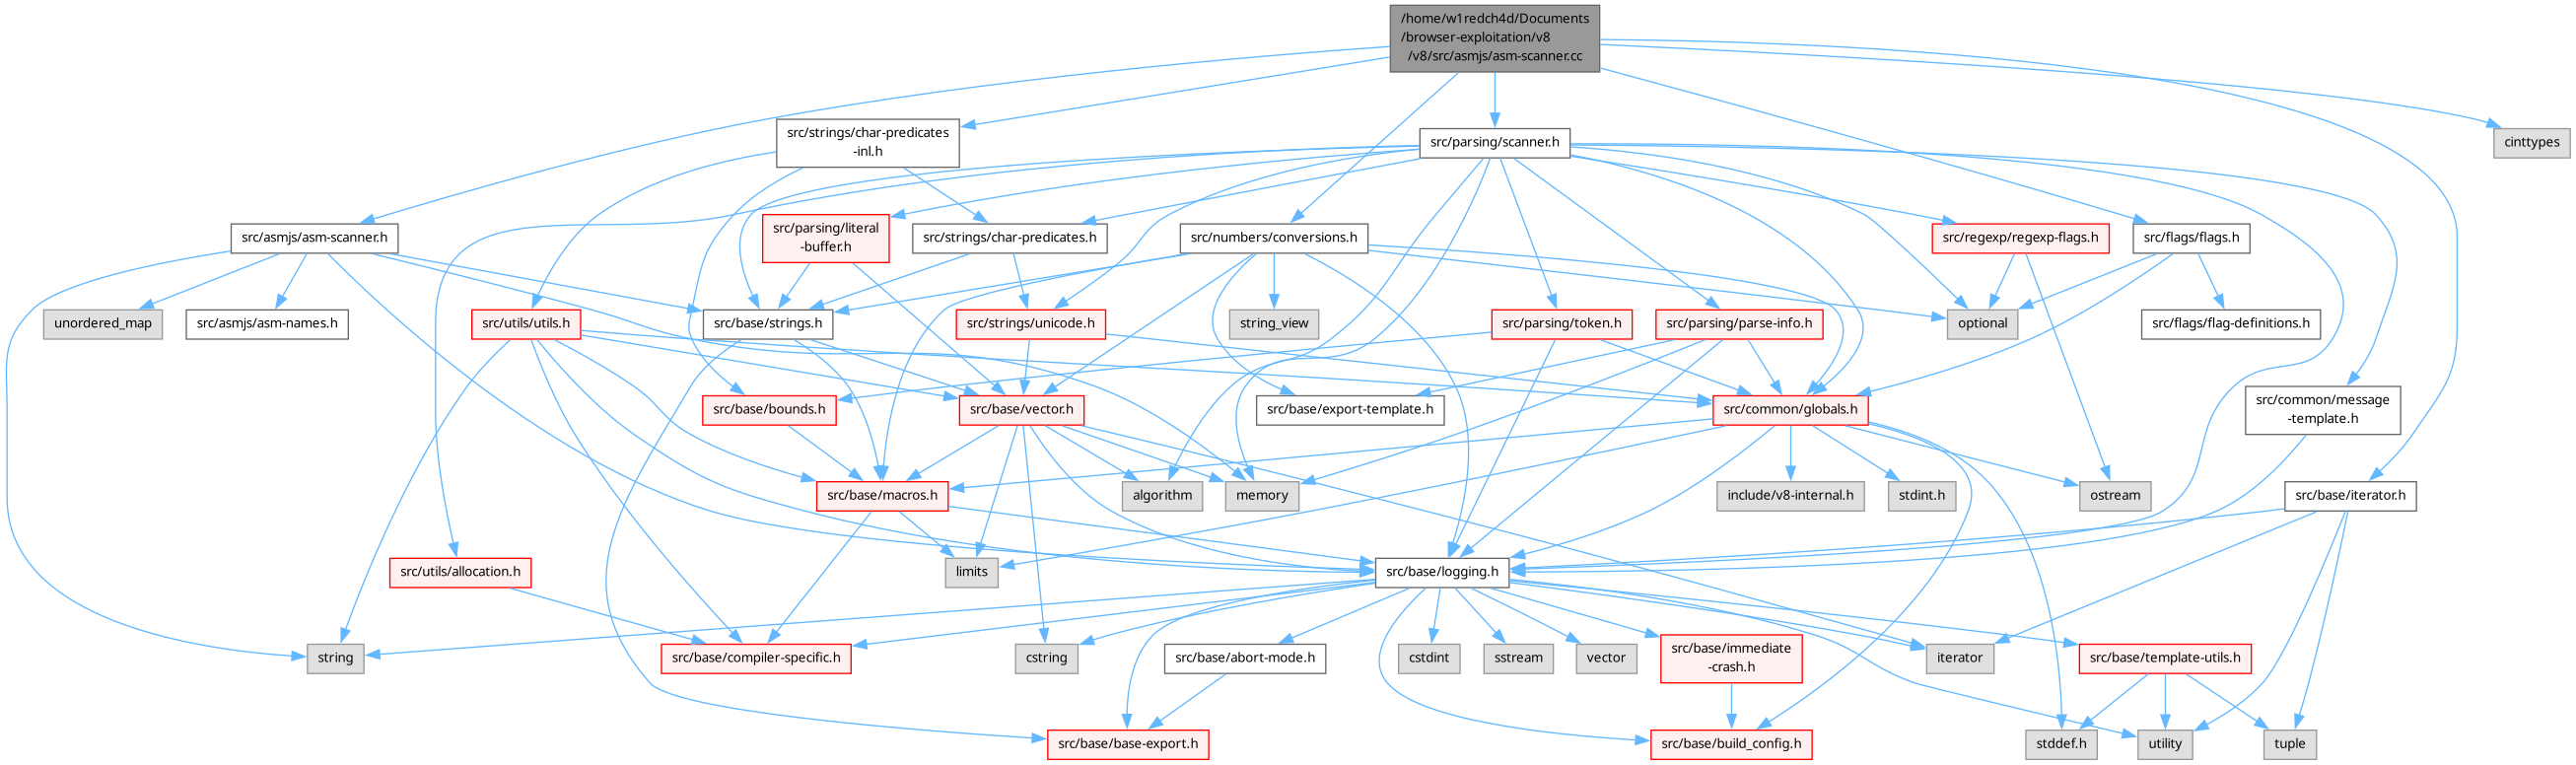 /home/w1redch4d/Documents
/browser-exploitation/v8
/v8/src/asmjs/asm-scanner.cc
src/strings/char-predicates
-inl.h
src/parsing/scanner.h
cinttypes
src/asmjs/asm-scanner.h
src/parsing/literal
-buffer.h
src/strings/char-predicates.h
src/numbers/conversions.h
src/regexp/regexp-flags.h
src/flags/flags.h
unordered_map
src/asmjs/asm-names.h
src/utils/utils.h
src/base/strings.h
src/strings/unicode.h
string_view
src/parsing/token.h
src/parsing/parse-info.h
optional
src/flags/flag-definitions.h
src/base/bounds.h
src/base/vector.h
src/base/export-template.h
src/common/globals.h
src/common/message
-template.h
src/base/macros.h
algorithm
memory
include/v8-internal.h
stdint.h
ostream
src/base/iterator.h
src/utils/allocation.h
limits
src/base/logging.h
string
src/base/compiler-specific.h
cstring
src/base/abort-mode.h
cstdint
sstream
vector
src/base/immediate
-crash.h
iterator
src/base/template-utils.h
src/base/base-export.h
src/base/build_config.h
stddef.h
utility
tuple